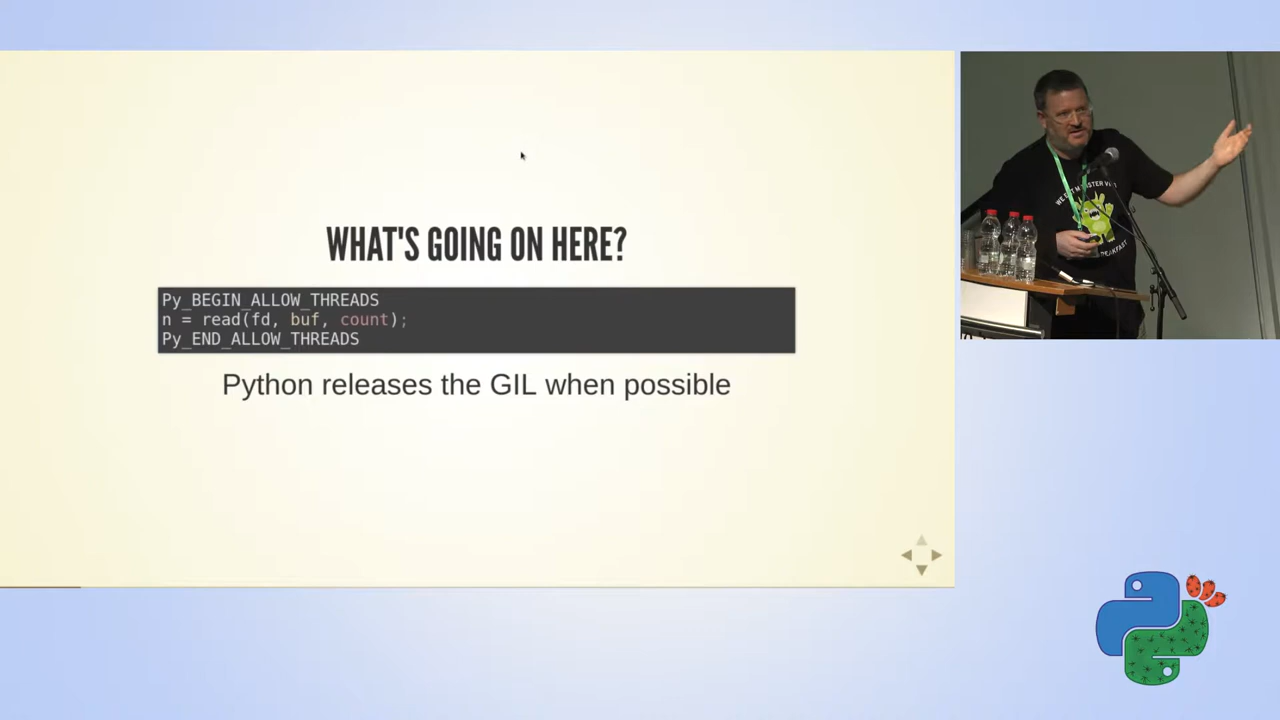 WHAT'S GOING ON HERE?
Py_BEGIN_ALLOW_THREADS
n = read(fd, buf, count);
Py_END_ALLOW_THREADS
Python releases the GIL when possible